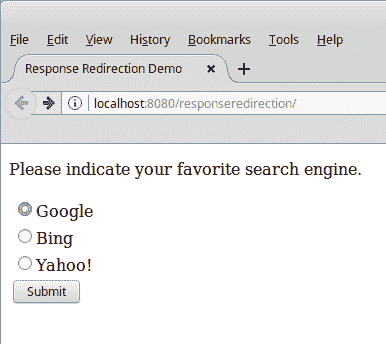 File Edit View History Bookmarks Tools Help
Response Redirection Demo
localhost:8080/responseredirection/
Please indicate your favorite search engine.
Google
Bing
Yahoo!
Submit